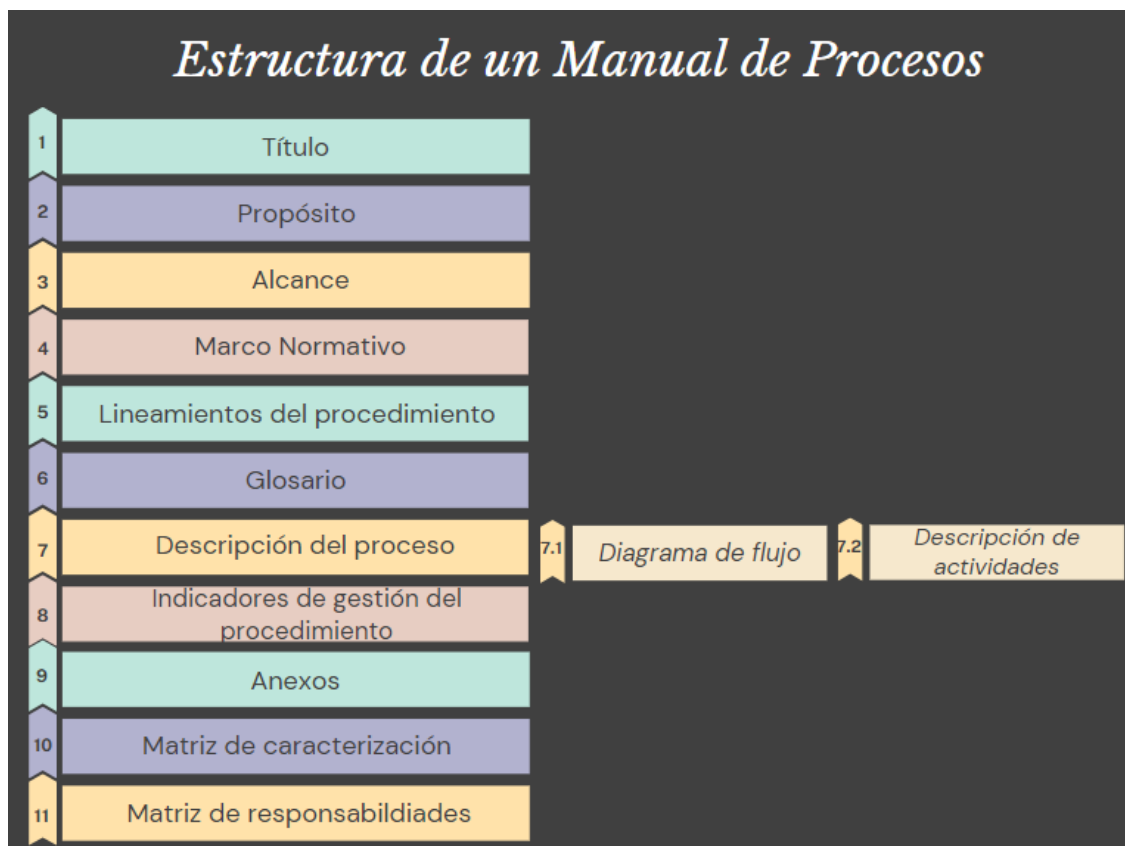 Estructura de un Manual de Procesos
1
Título
2
Propósito
3
Alcance
4
Marco Normativo
5
Lineamientos del procedimiento
6
Glosario
7
Descripción del proceso
7.1
Diagrama de flujo
7.2
Descripción de
actividades
8
Indicadores de gestión del
procedimiento
9
Anexos
10
Matriz de caracterización
11
Matriz de responsabildiades